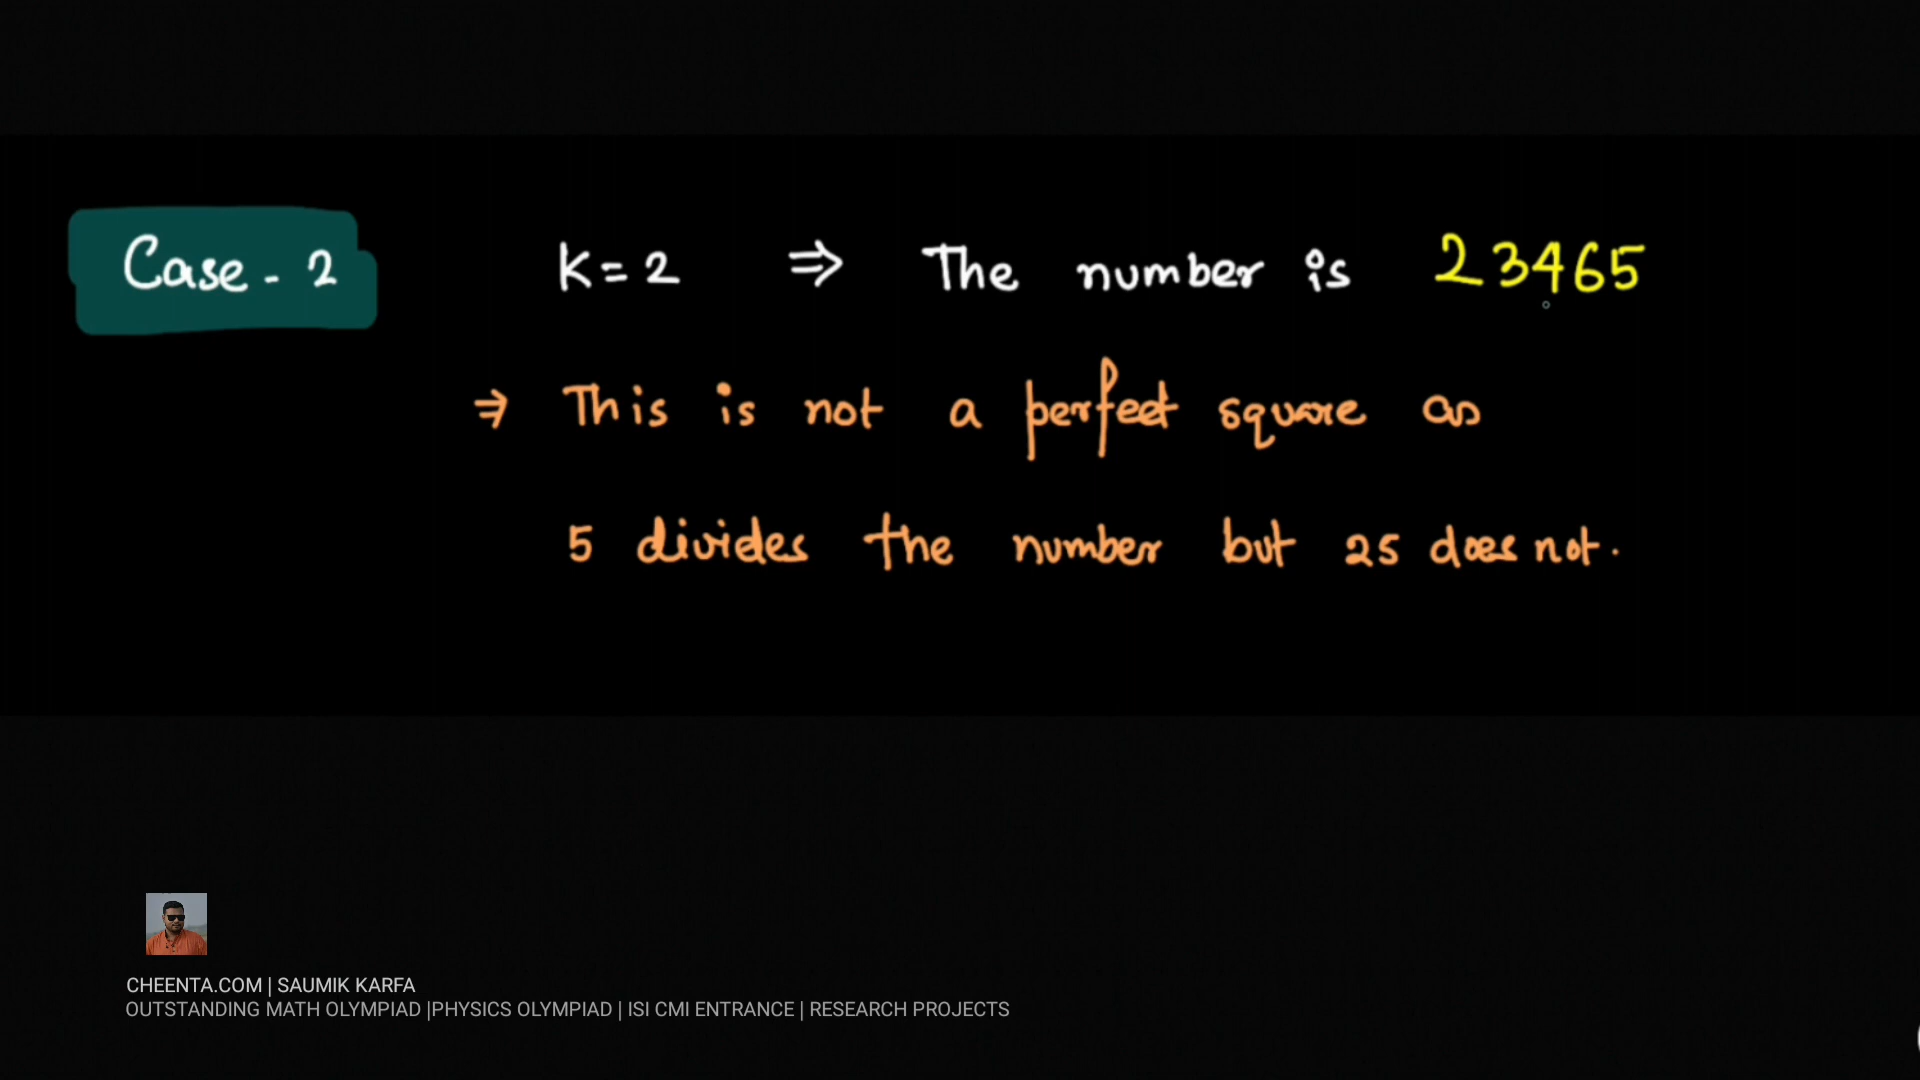 Case - 2 K = 2 ⇒ The number is 23465
⇒ This is not a perfect square as
5 divides the number but 25 does not.
CHEENTA.COM | SAUMIK KARFA
OUTSTANDING MATH OLYMPIAD |PHYSICS OLYMPIAD | ISI CMI ENTRANCE | RESEARCH PROJECTS